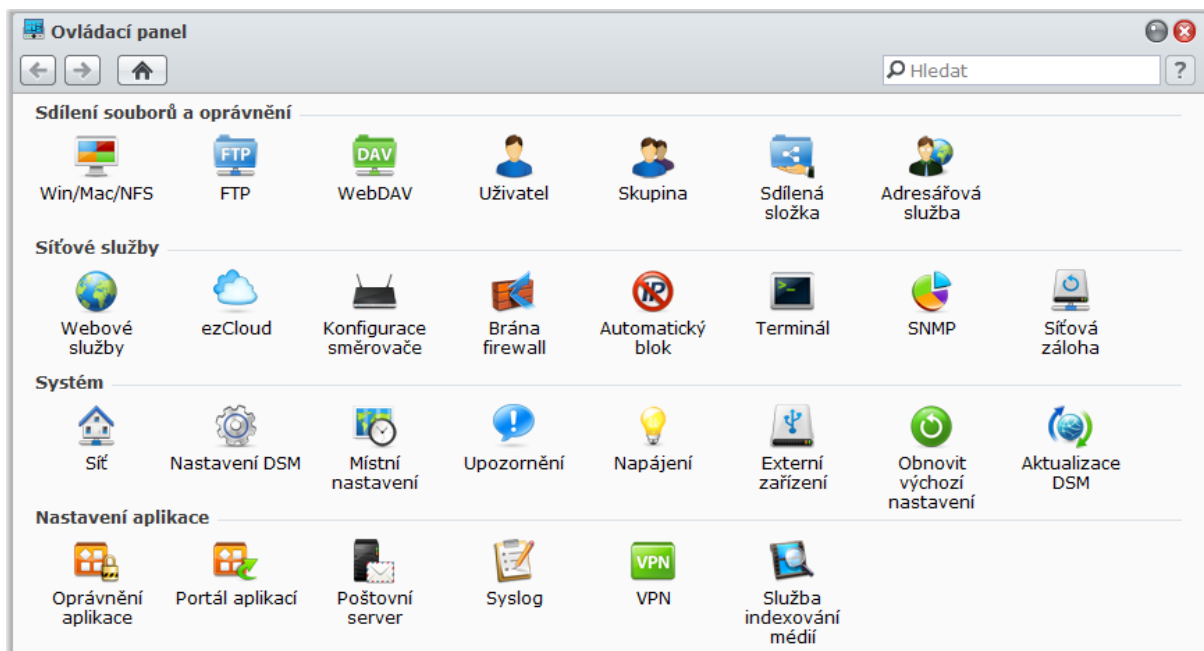 Ovládací panel
Hledat
?
Sdílení souborů a oprávnění
FTP
DAV
Win/Mac/NFS
FTP
WebDAV
Uživatel
Skupina
Sdílená
složka
Adresářová
služba
Síťové služby
IP
Webové
služby
ezCloud
Konfigurace
směrovače
Brána
firewall
Automatický
blok
Terminál
SNMP
Síťová
záloha
Systém
Síť
Nastavení DSM
Místní
nastavení
Upozornění
Napájení
Externí
zařízení
Obnovit
výchozí
nastavení
Aktualizace
DSM
Nastavení aplikace
VPN
Oprávnění
aplikace
Portál aplikací
Poštovní
server
Syslog
VPN
Služba
indexování
médií